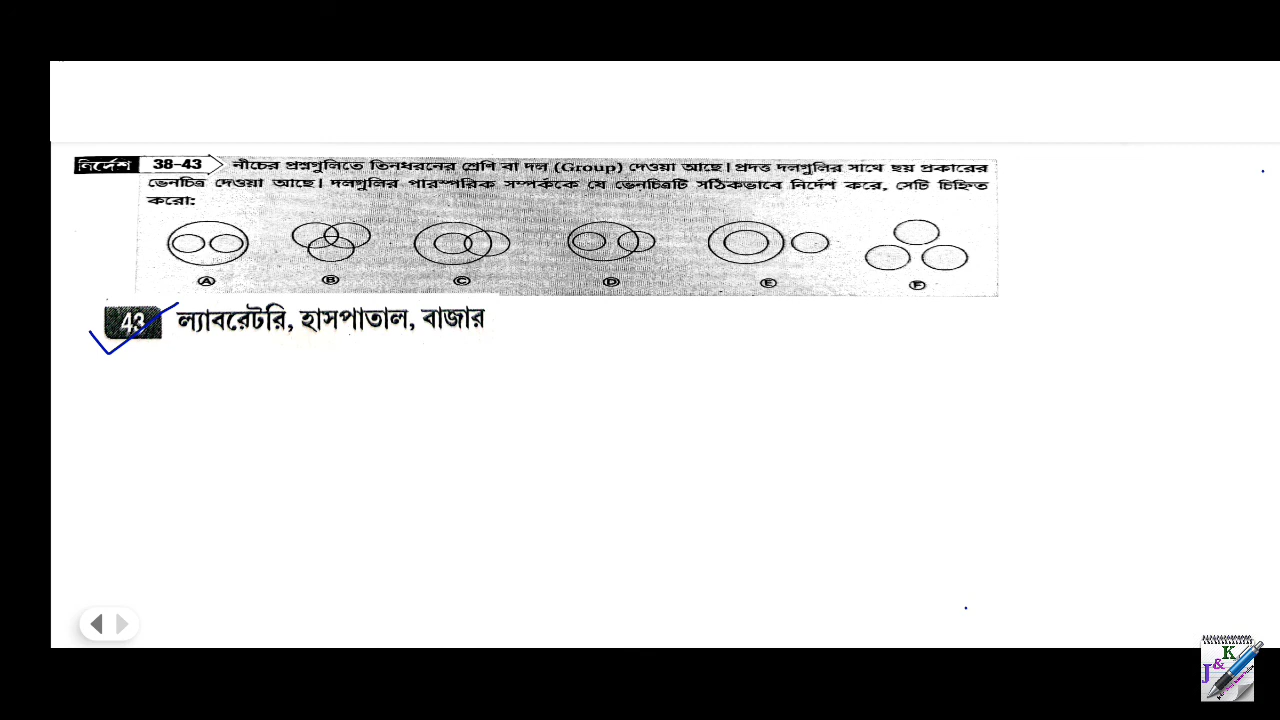 নির্দেশ 38-43 নীচের প্রশ্নগুলিতে তিনধরনের শ্রেণি বা দল (Group) দেওয়া আছে। প্রদত্ত দলগুলির সাথে ছয় প্রকারের
ভেনচিত্র দেওয়া আছে। দলগুলির পারস্পরিক সম্পর্ককে যে ভেনচিত্রটি সঠিকভাবে নির্দেশ করে, সেটি চিহ্নিত
করো:
A B C D E F
43 ল্যাবরেটরি, হাসপাতাল, বাজার
J & K